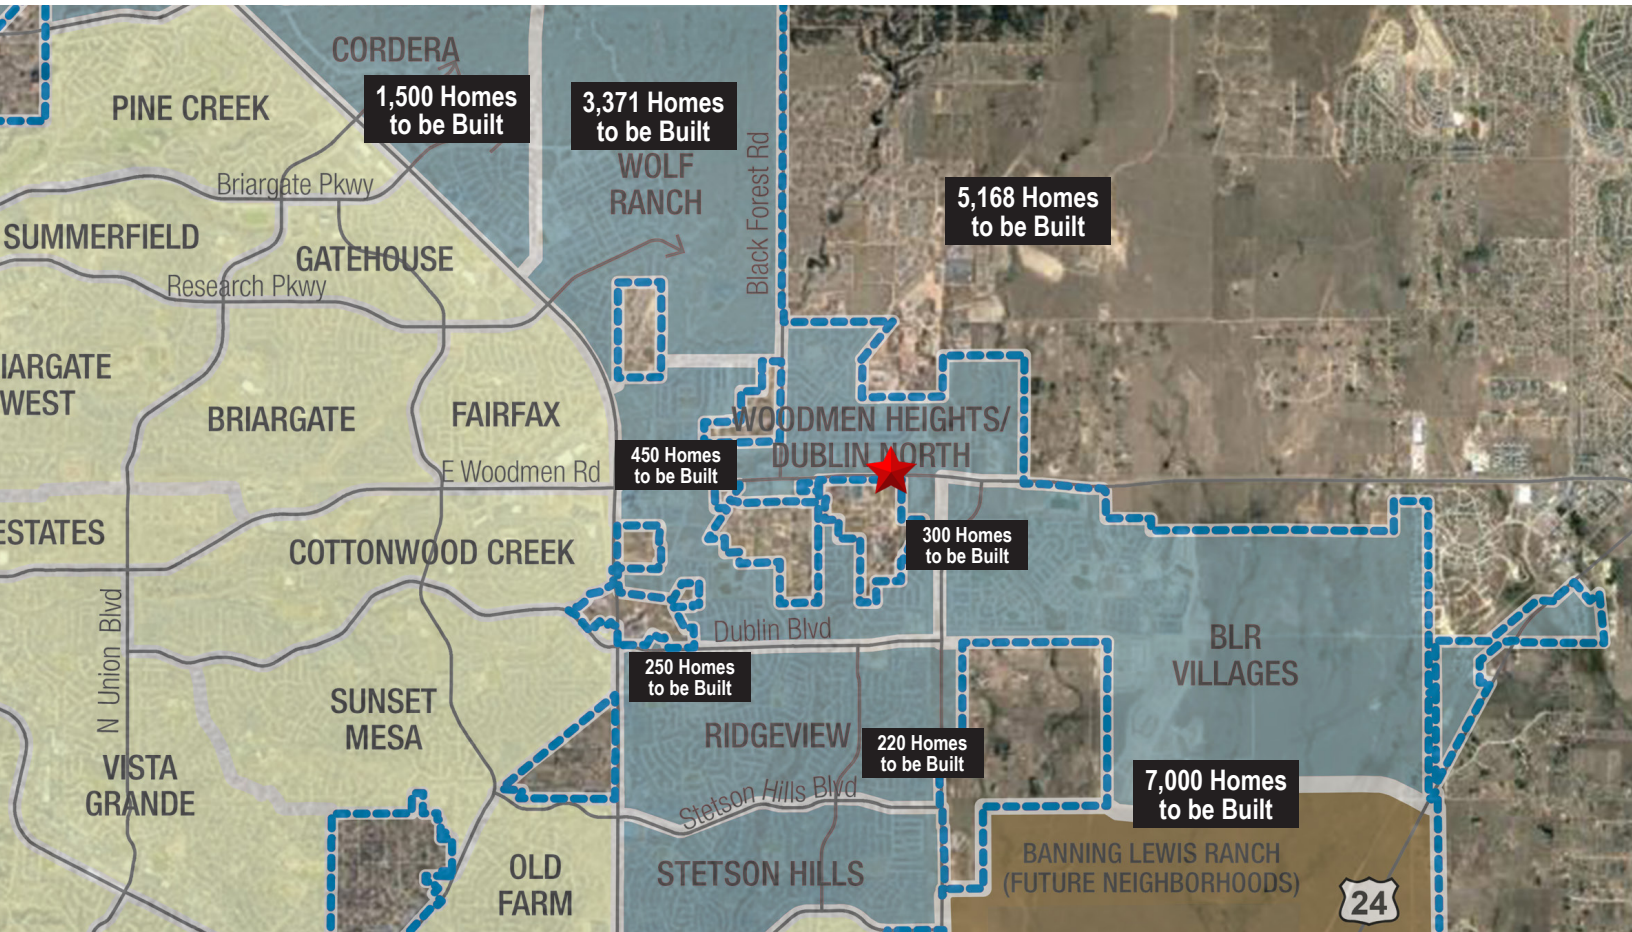 CORDERA
1,500 Homes
to be Built
3,371 Homes
to be Built
PINE CREEK
WOLF
RANCH
Black Forest Rd
Briargate Pkwy
5,168 Homes
to be Built
SUMMERFIELD
GATEHOUSE
Research Pkwy
IARGATE
WEST
BRIARGATE
FAIRFAX
WOODMEN HEIGHTS/
DUBLIN NORTH
E Woodmen Rd
450 Homes
to be Built
ESTATES
COTTONWOOD CREEK
300 Homes
to be Built
N Union Blvd
Dublin Blvd
BLR
VILLAGES
250 Homes
to be Built
SUNSET
MESA
RIDGEVIEW
220 Homes
to be Built
VISTA
GRANDE
Stetson Hills Blvd
7,000 Homes
to be Built
OLD
FARM
STETSON HILLS
BANNING LEWIS RANCH
(FUTURE NEIGHBORHOODS)
24